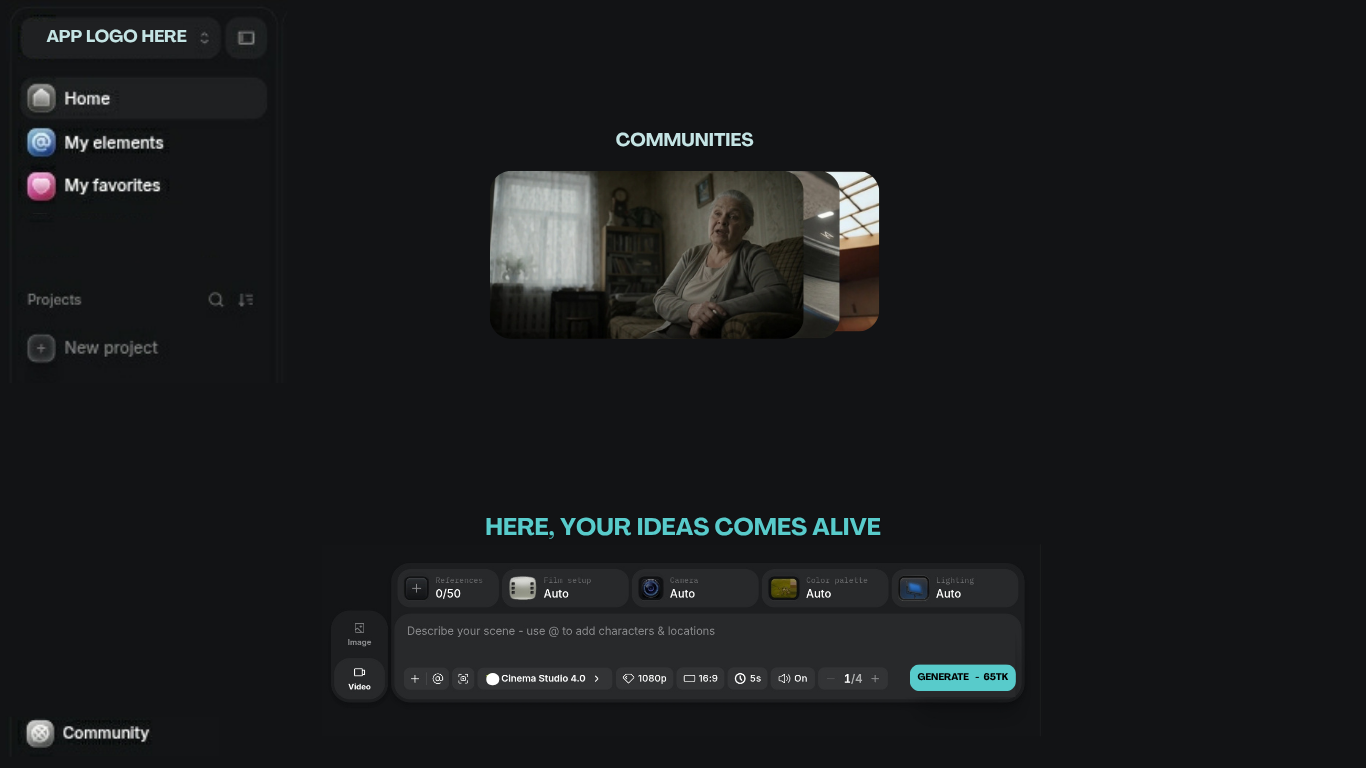 APP LOGO HERE
Home
My elements
My favorites
Projects
New project
Community
COMMUNITIES
HERE, YOUR IDEAS COMES ALIVE
References
0/50
Film setup
Auto
Camera
Auto
Color palette
Auto
Lighting
Auto
Image
Video
Describe your scene - use @ to add characters & locations
+ @ Cinema Studio 4.0 > 1080p 16:9 5s On − 1/4 +
GENERATE - 65TK